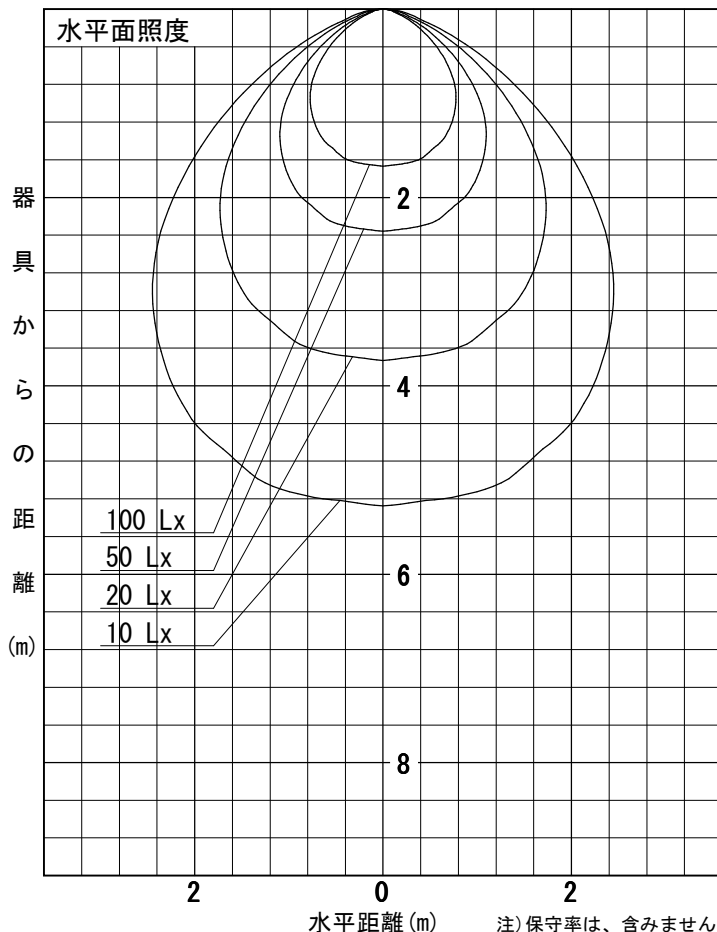 水平面照度
器具からの距離(m)
2
4
6
8
100 Lx
50 Lx
20 Lx
10 Lx
2 0 2
水平距離(m)
注)保守率は、含みません